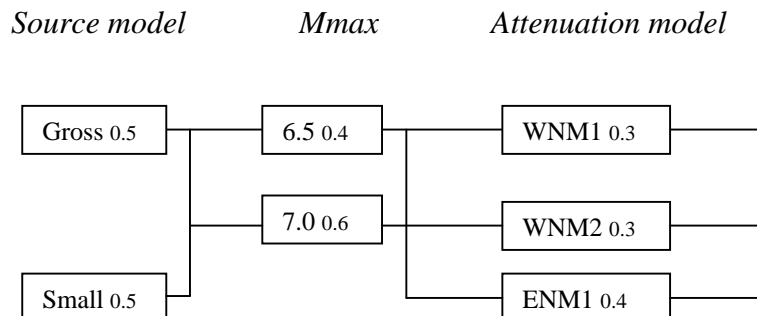 Source model Mmax Attenuation model
Gross 0.5 6.5 0.4 WNM1 0.3
7.0 0.6 WNM2 0.3
Small 0.5 ENM1 0.4